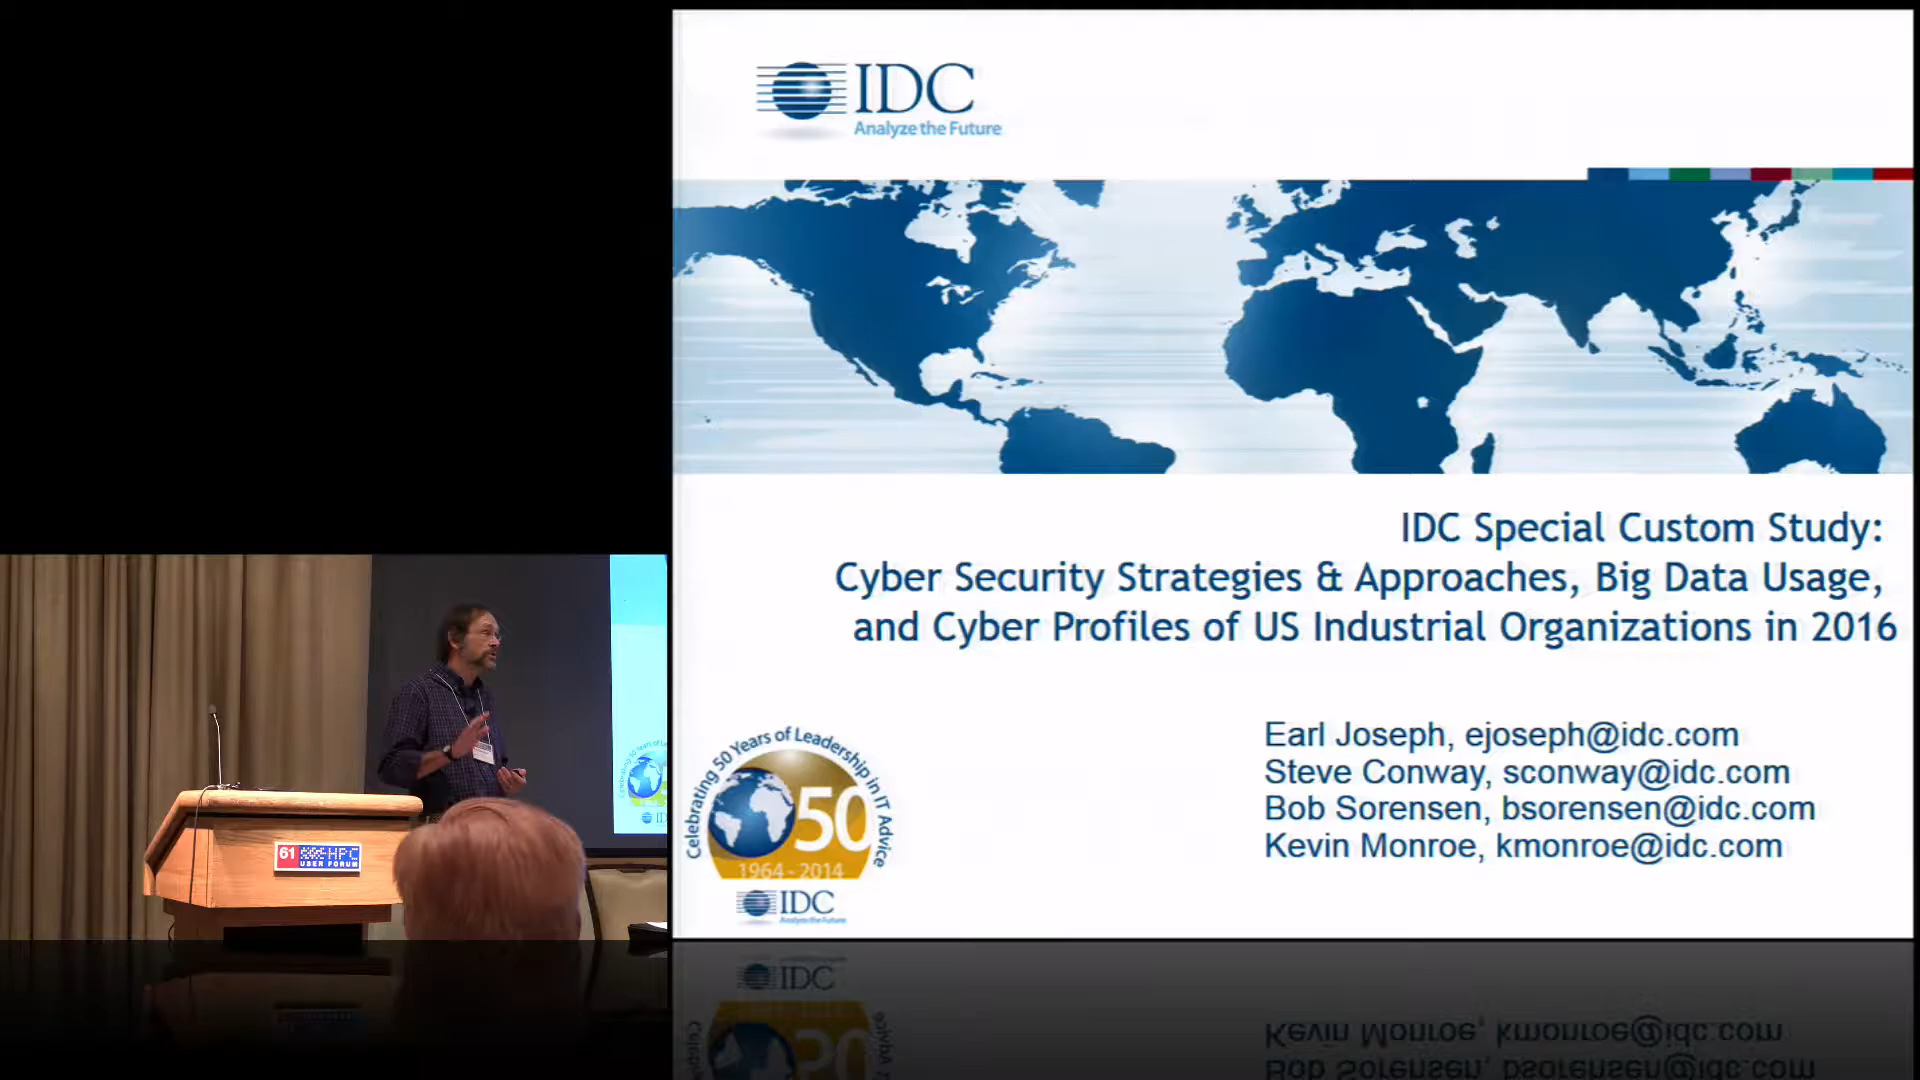 IDC
Analyze the Future
IDC Special Custom Study:
Cyber Security Strategies & Approaches, Big Data Usage,
and Cyber Profiles of US Industrial Organizations in 2016
Earl Joseph, ejoseph@idc.com
Steve Conway, sconway@idc.com
Bob Sorensen, bsorensen@idc.com
Kevin Monroe, kmonroe@idc.com
Celebrating 50 Years of Leadership in IT Advice
50
1964 - 2014
IDC
Analyze the Future
61 HPC
USER FORUM